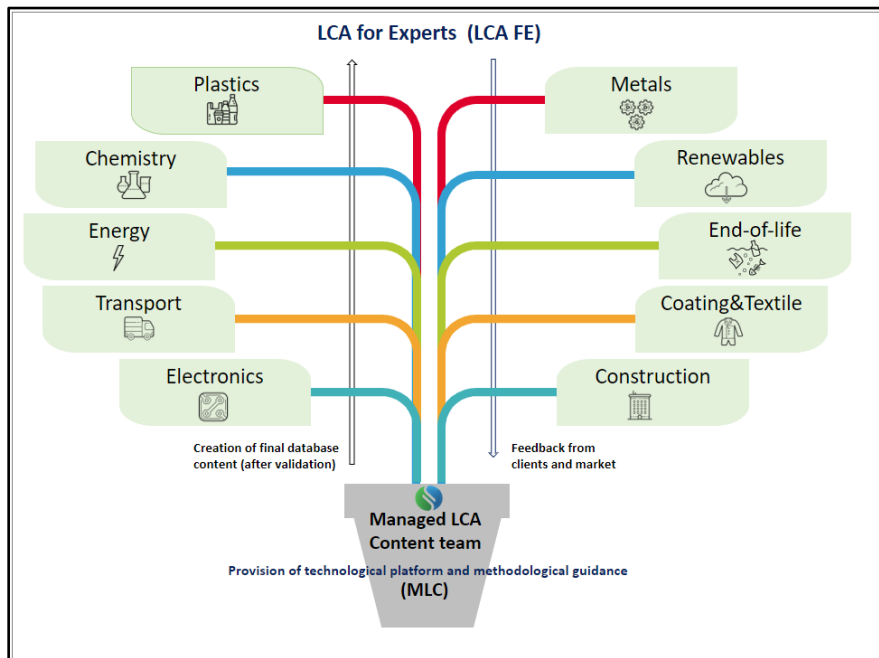 LCA for Experts (LCA FE)
Plastics
Metals
Chemistry
Renewables
Energy
End-of-life
Transport
Coating&Textile
Electronics
Construction
Creation of final database
content (after validation)
Feedback from
clients and market
Managed LCA
Content team
Provision of technological platform and methodological guidance
(MLC)